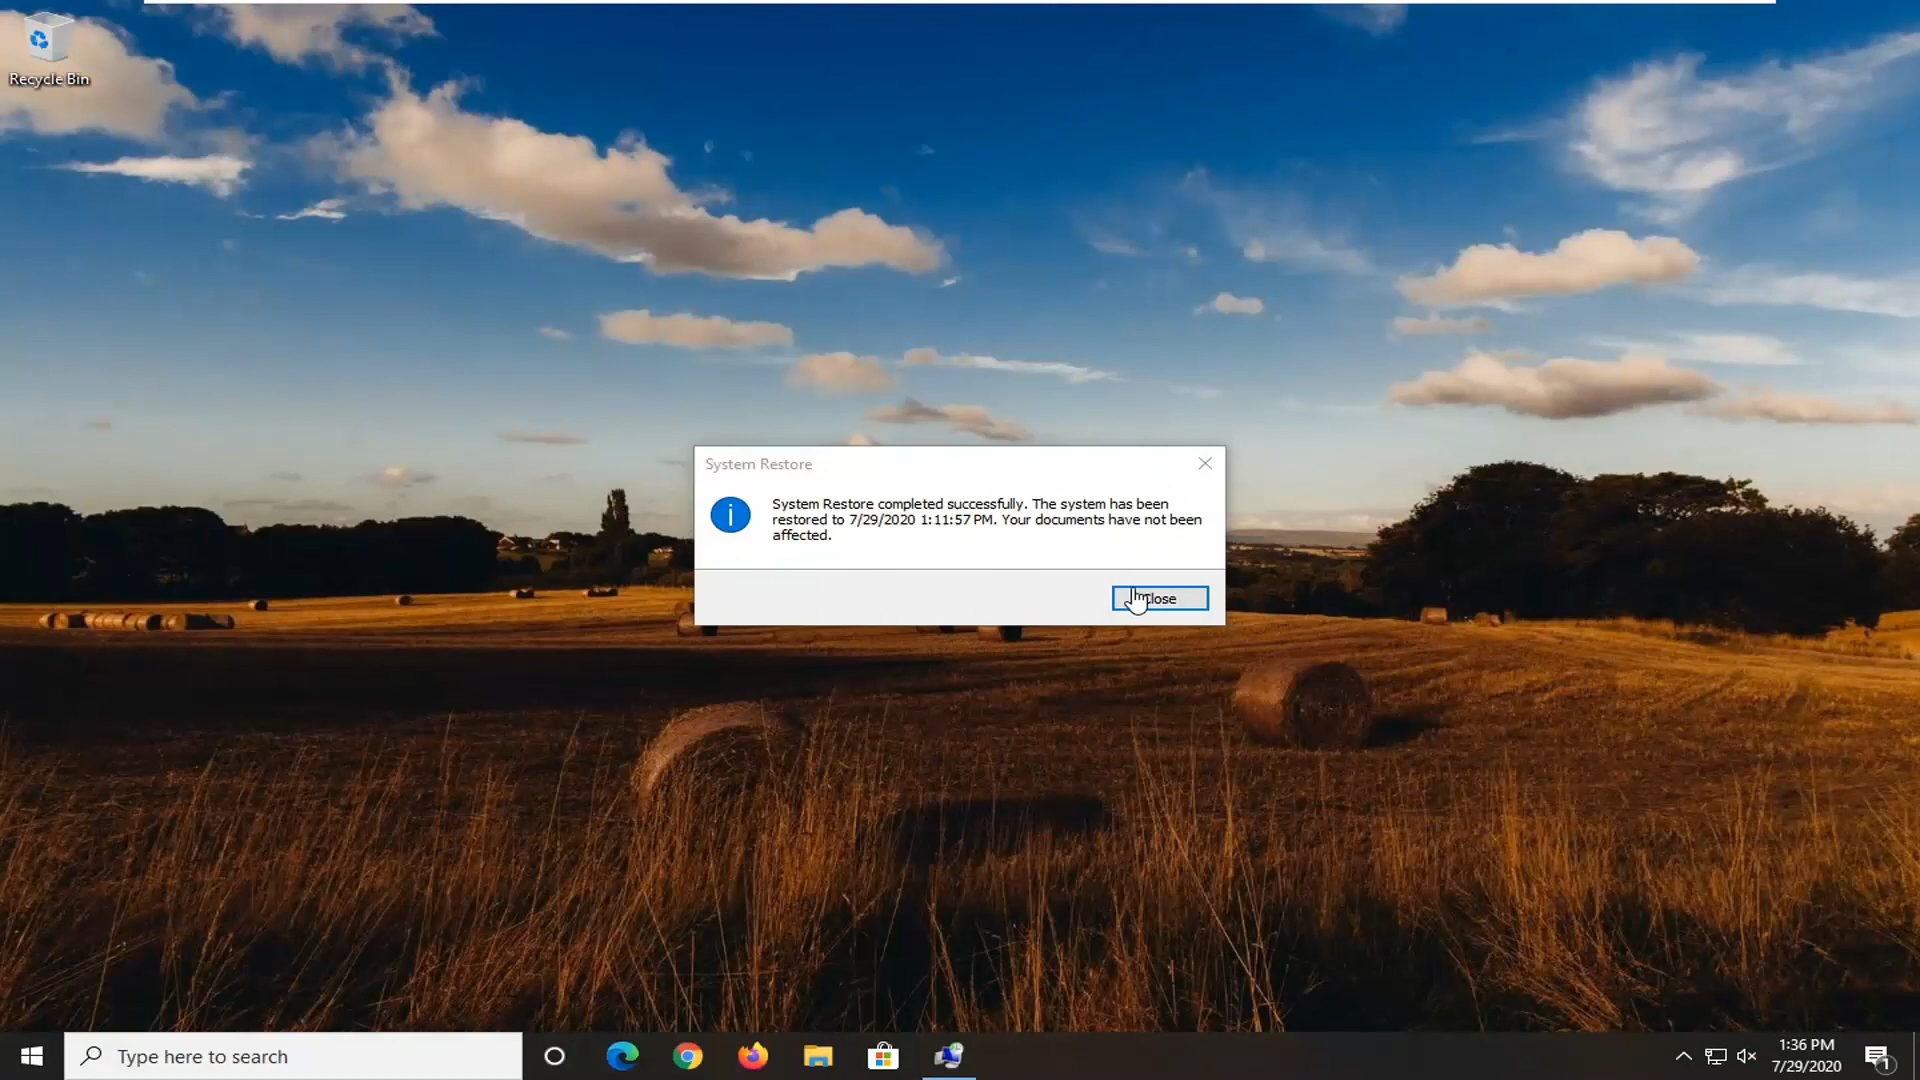 Recycle Bin
System Restore
System Restore completed successfully. The system has been
restored to 7/29/2020 1:11:57 PM. Your documents have not been
affected.
Close
Type here to search
1:36 PM
7/29/2020
1